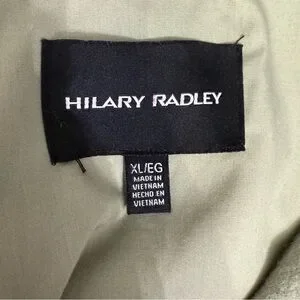 HILARY RADLEY
XL/EG
MADE IN
VIETNAM
HECHO EN
VIETNAM